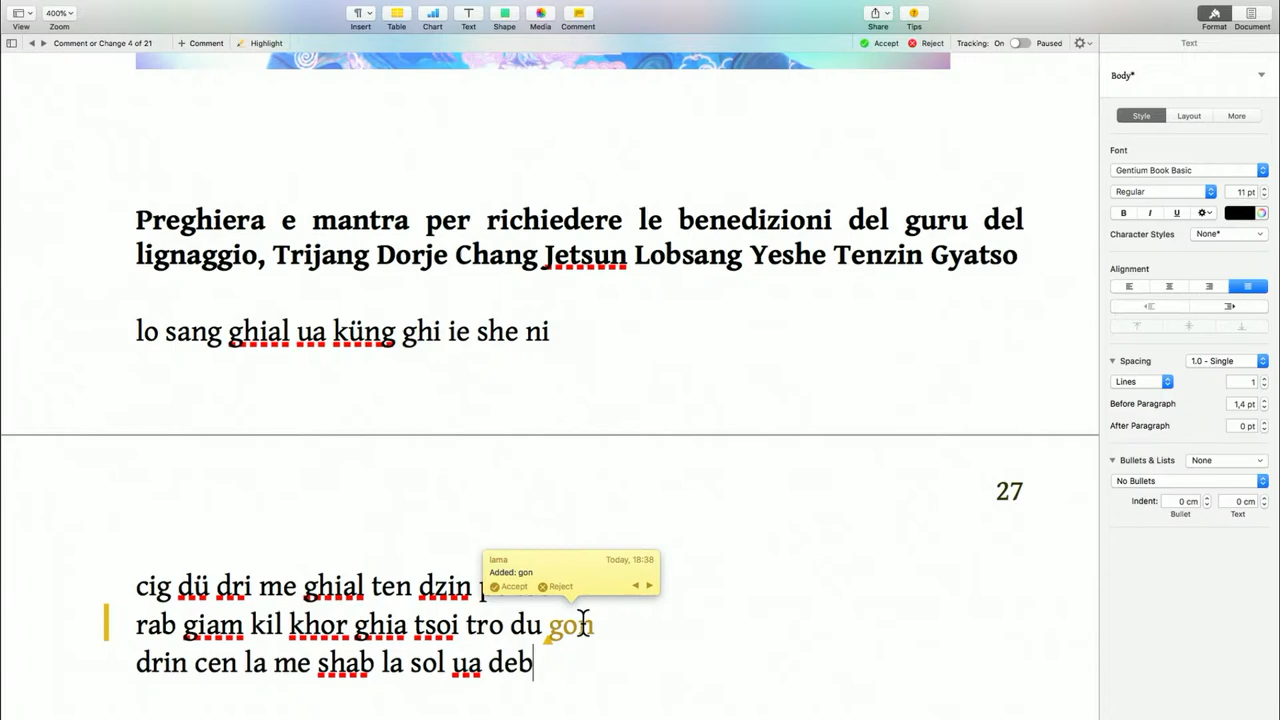 400%
View
Zoom
Insert
Table
Chart
Text
Shape
Media
Comment
Share
Tips
Format
Document
Comment or Change 4 of 21
+ Comment
Highlight
Accept
Reject
Tracking: On
Paused
Text
Body*
Style
Layout
More
Font
Gentium Book Basic
Regular
11 pt
B I U
Character Styles
None*
Alignment
Spacing
1.0 - Single
Lines
1
Before Paragraph
1,4 pt
After Paragraph
0 pt
Bullets & Lists
None
No Bullets
Indent:
0 cm
0 cm
Bullet
Text
Preghiera e mantra per richiedere le benedizioni del guru del
lignaggio, Trijang Dorje Chang Jetsun Lobsang Yeshe Tenzin Gyatso
lo sang ghial ua küng ghi ie she ni
27
lama
Today, 18:38
Added: gon
Accept
Reject
cig dü dri me ghial ten dzin
rab giam kil khor ghia tsoi tro du gon
drin cen la me shab la sol ua deb